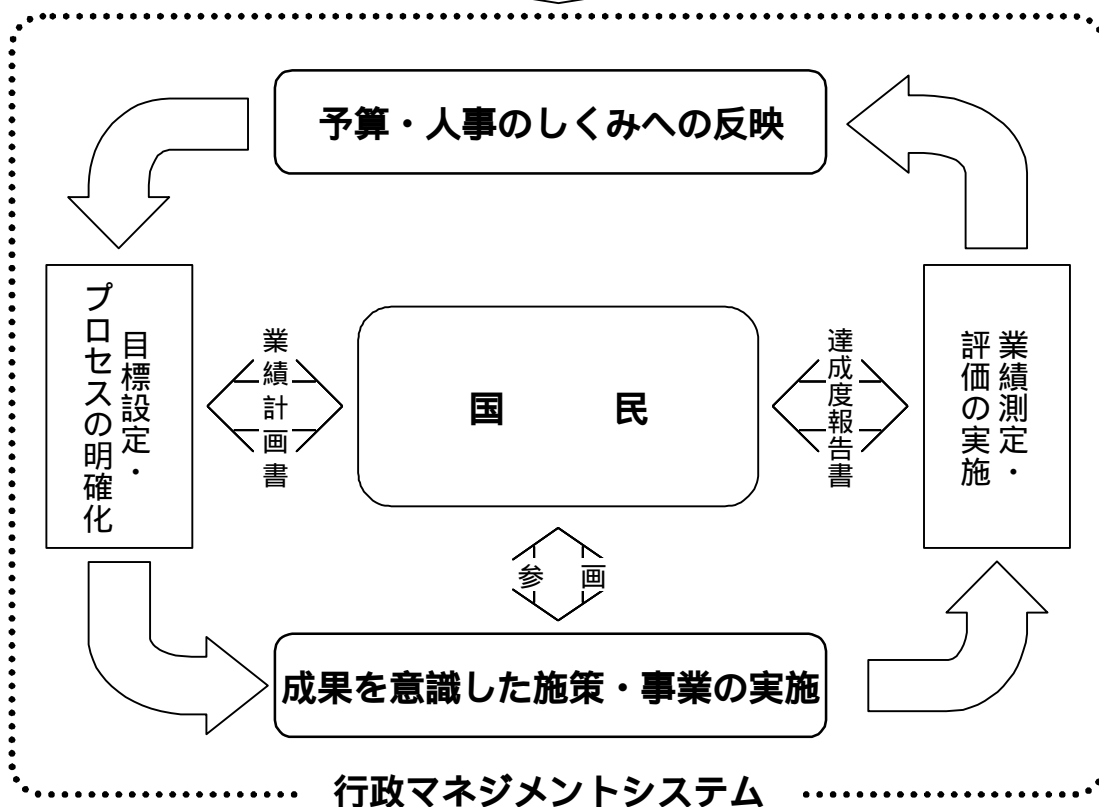 予算・人事のしくみへの反映
目標設定・
プロセスの明確化
業績計画書
国 民
達成度報告書
業績測定・
評価の実施
参 画
成果を意識した施策・事業の実施
行政マネジメントシステム